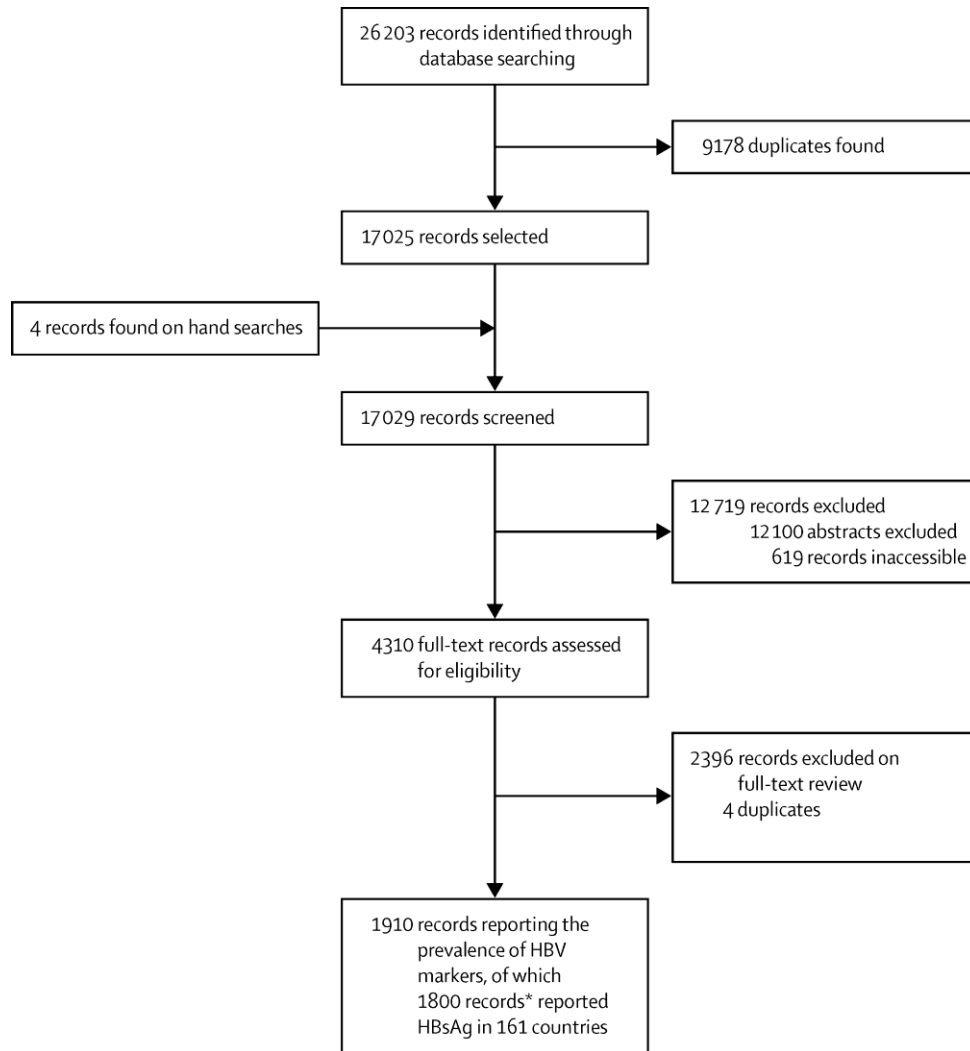 26 203 records identified through
database searching
9178 duplicates found
17 025 records selected
4 records found on hand searches
17 029 records screened
12 719 records excluded
12 100 abstracts excluded
619 records inaccessible
4310 full-text records assessed
for eligibility
2396 records excluded on
full-text review
4 duplicates
1910 records reporting the
prevalence of HBV
markers, of which
1800 records* reported
HBsAg in 161 countries